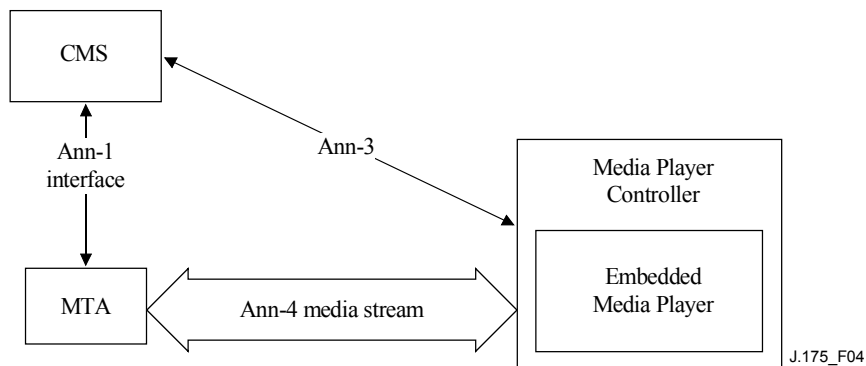 CMS
Ann-1
interface
Ann-3
Media Player
Controller
MTA
Ann-4 media stream
Embedded
Media Player
J.175_F04